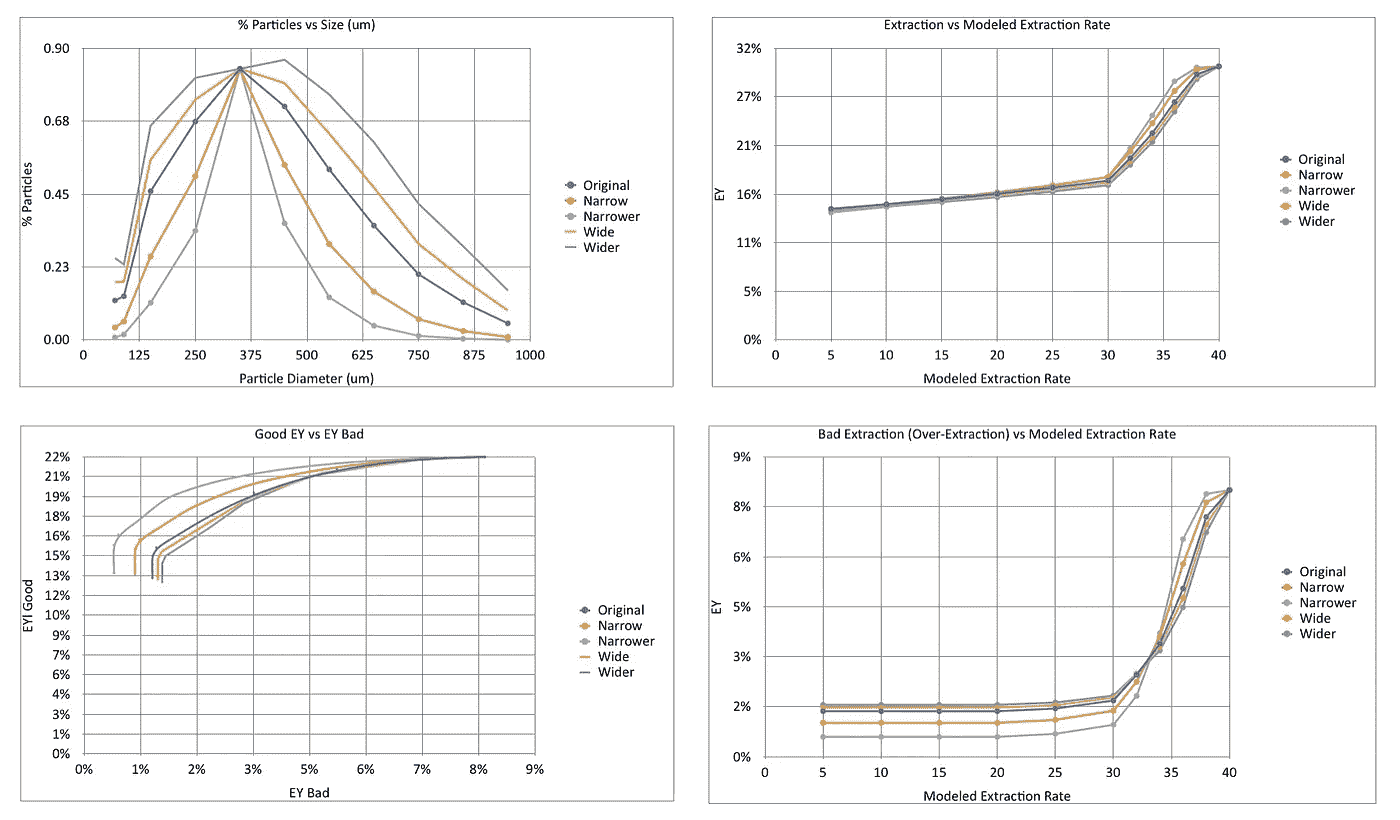 % Particles vs Size (um)
0.90
0.68
0.45
0.23
0.00
% Particles
0
125
250
375
500
625
750
875
1000
Particle Diameter (um)
Original
Narrow
Narrower
Wide
Wider
Extraction vs Modeled Extraction Rate
32%
27%
21%
16%
11%
5%
0%
EY
0
5
10
15
20
25
30
35
40
Modeled Extraction Rate
Original
Narrow
Narrower
Wide
Wider
Good EY vs EY Bad
22%
21%
19%
18%
16%
15%
13%
12%
10%
9%
7%
6%
4%
3%
1%
0%
EYI Good
0%
1%
2%
3%
5%
6%
7%
8%
9%
EY Bad
Original
Narrow
Narrower
Wide
Wider
Bad Extraction (Over-Extraction) vs Modeled Extraction Rate
9%
8%
6%
5%
3%
2%
0%
EY
0
5
10
15
20
25
30
35
40
Modeled Extraction Rate
Original
Narrow
Narrower
Wide
Wider